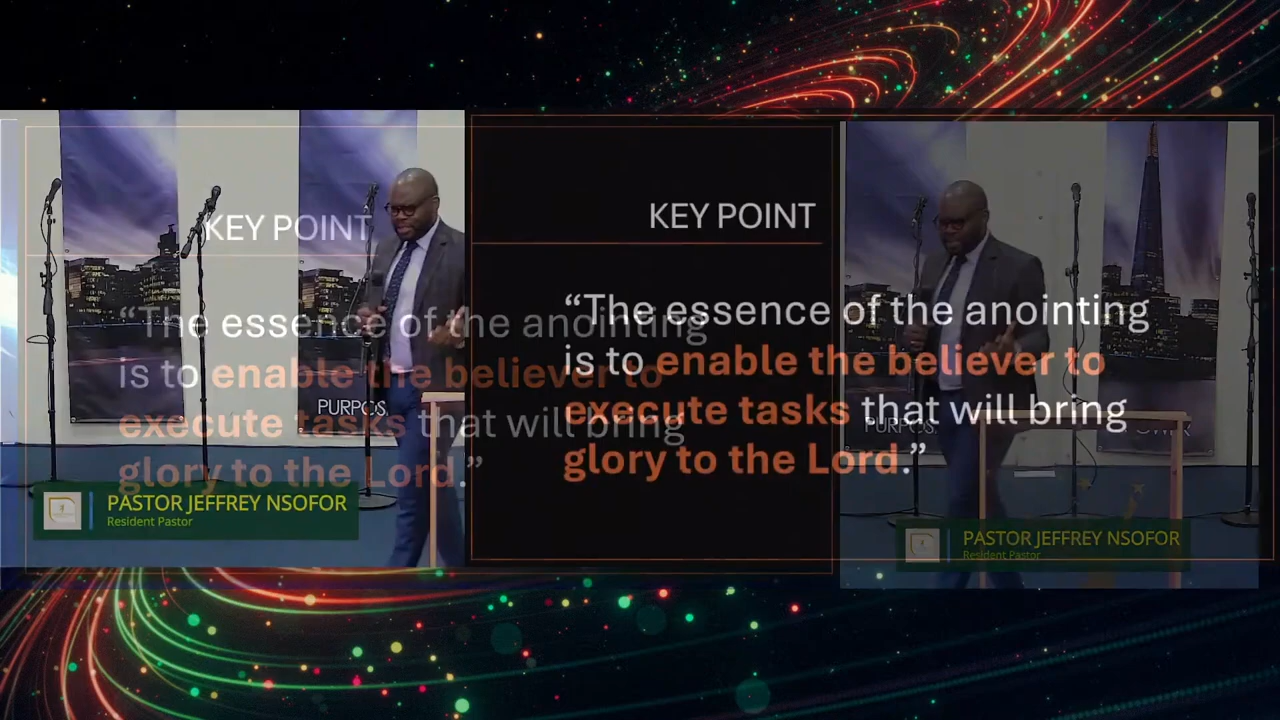 KEY POINT
“The essence of the anointing
is to enable the believer to
execute tasks that will bring
glory to the Lord.”
PURPOS
PASTOR JEFFREY NSOFOR
Resident Pastor
KEY POINT
“The essence of the anointing
is to enable the believer to
execute tasks that will bring
glory to the Lord.”
PURPOS
PASTOR JEFFREY NSOFOR
Resident Pastor